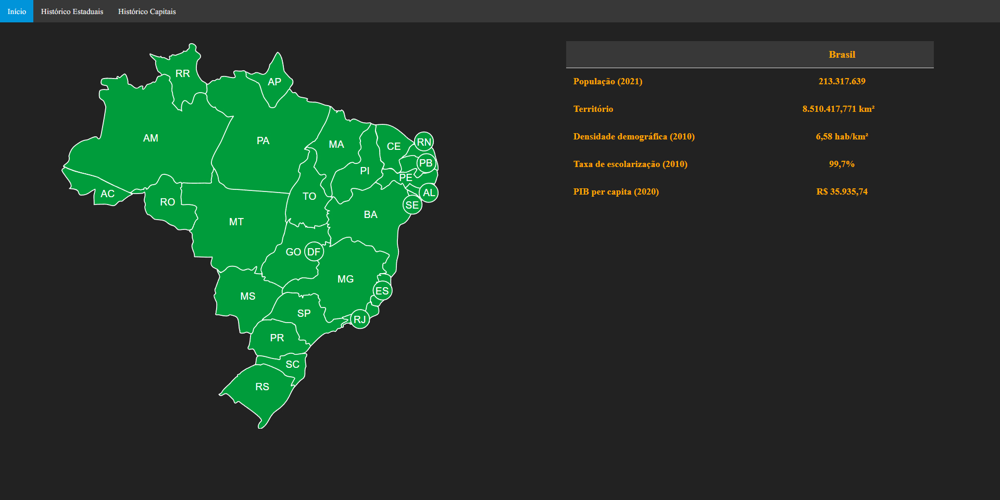 Início Histórico Estaduais Histórico Capitais
Brasil
População (2021) 213.317.639
Território 8.510.417,771 km²
Densidade demográfica (2010) 6,58 hab/km²
Taxa de escolarização (2010) 99,7%
PIB per capita (2020) R$ 35.935,74
RR
AP
AM
PA
MA
CE
RN
PB
PI
PE
AC
RO
TO
AL
SE
MT
BA
GO
DF
MG
ES
MS
SP
RJ
PR
SC
RS